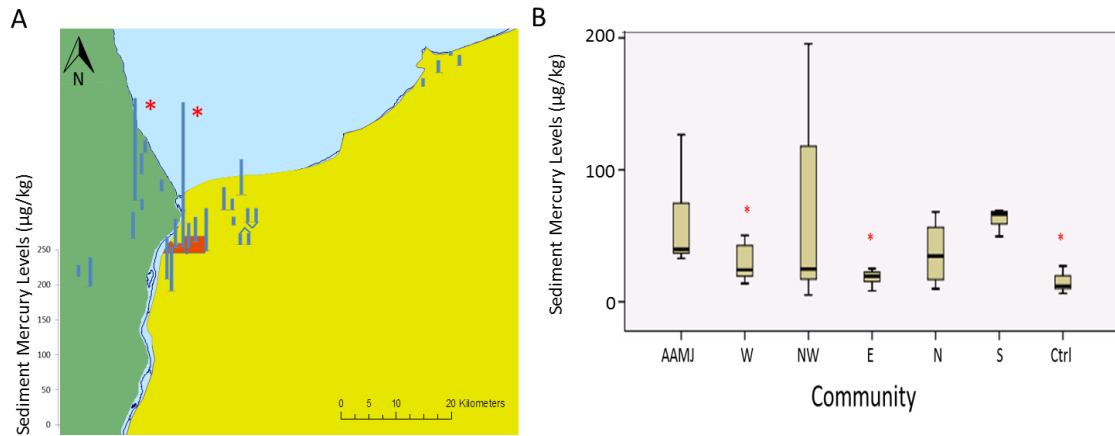 A
N
*
*
Sediment Mercury Levels (µg/kg)
250
200
150
100
50
0
0 5 10 20 Kilometers
B
Sediment Mercury Levels (µg/kg)
200
100
0
*
*
*
AAMJ W NW E N S Ctrl
Community